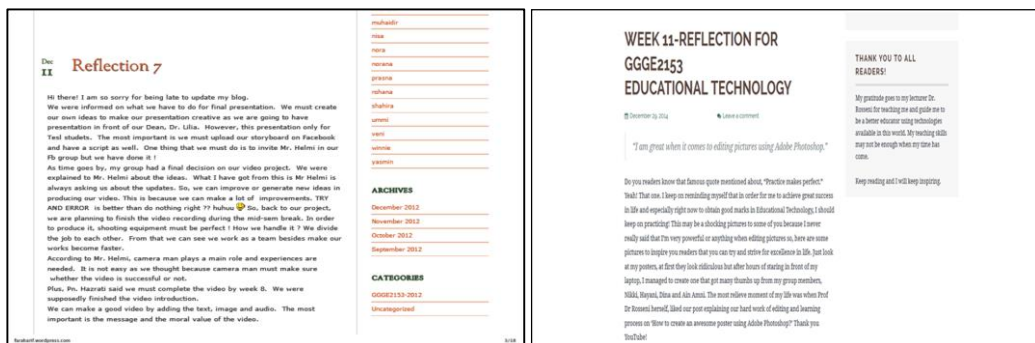 Dec
11
Reflection 7
Hi there! I am so sorry for being late to update my blog.
We were informed on what we have to do for final presentation. We must create
our own ideas to make our presentation creative as we are going to have
presentation in front of our Dean, Dr. Lilia. However, this presentation only for
Tesl studets. The most important is we must upload our storyboard on Facebook
and have a script as well. One thing that we must do is to invite Mr. Helmi in our
Fb group but we have done it !
As time goes by, my group had a final decision on our video project. We were
explained to Mr. Helmi about the ideas. What I have got from this is Mr Helmi is
always asking us about the updates. So, we can improve or generate new ideas in
producing our video. This is because we can make a lot of improvements. TRY
AND ERROR is better than do nothing right ?? huhuu So, back to our project,
we are planning to finish the video recording during the mid-sem break. In order
to produce it, shooting equipment must be perfect ! How we handle it ? We divide
the job to each other. From that we can see we work as a team besides make our
works become faster.
According to Mr. Helmi, camera man plays a main role and experiences are
needed. It is not easy as we thought because camera man must make sure
whether the video is successful or not.
Plus, Pn. Hazrati said we must complete the video by week 8. We were
supposedly finished the video introduction.
We can make a good video by adding the text, image and audio. The most
important is the message and the moral value of the video.
muhaidir
nisa
nora
norana
prasna
rohana
shahira
ummi
veni
winnie
yasmin
ARCHIVES
December 2012
November 2012
October 2012
September 2012
CATEGORIES
GGGE2153-2012
Uncategorized
WEEK 11-REFLECTION FOR
GGGE2153
EDUCATIONAL TECHNOLOGY
December 29, 2014
Leave a comment
"I am great when it comes to editing pictures using Adobe Photoshop."
Do you readers know that famous quote mentioned about, "Practice makes perfect."
Yeah! That one. I keep on reminding myself that in order for me to achieve great success
in life and especially right now to obtain good marks in Educational Technology, I should
keep on practicing! This may be a shocking pictures to some of you because I never
really said that I'm very powerful or anything when editing pictures so, here are some
pictures to inspire you readers that you can try and strive for excellence in life. Just look
at my posters, at first they look ridiculous but after hours of staring in front of my
laptop, I managed to create one that got many thumbs up from my group members,
Nikki, Hayani, Dina and Ain Amni. The most relieve moment of my life was when Prof
Dr Rosseni herself, liked our post explaining our hard work of editing and learning
process on 'How to create an awesome poster using Adobe Photoshop?' Thank you
YouTube!
THANK YOU TO ALL
READERS!
My gratitude goes to my lecturer Dr.
Rosseni for teaching me and guide me to
be a better educator using technologies
available in this world. My teaching skills
may not be enough when my time has
come.
Keep reading and I will keep inspiring.